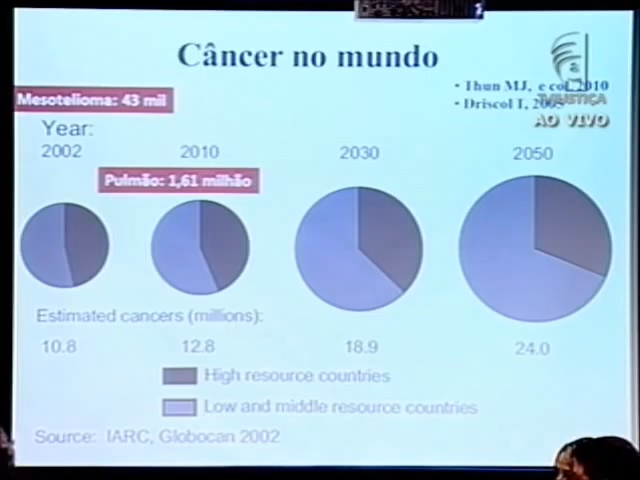 Câncer no mundo
• Thun MJ, e col, 2010
• Driscol T, 2005
TV JUSTIÇA
AO VIVO
Mesotelioma: 43 mil
Year:
2002 2010 2030 2050
Pulmão: 1,61 milhão
Estimated cancers (millions):
10.8 12.8 18.9 24.0
High resource countries
Low and middle resource countries
Source: IARC, Globocan 2002